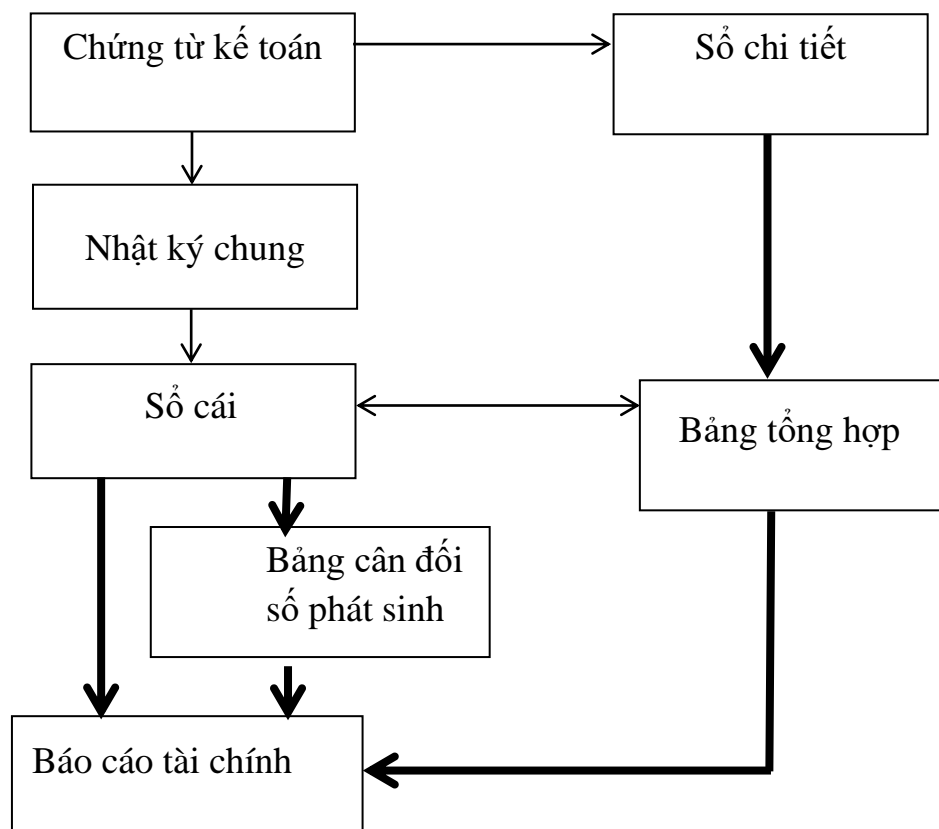 Chứng từ kế toán
Sổ chi tiết
Nhật ký chung
Sổ cái
Bảng tổng hợp
Bảng cân đối
số phát sinh
Báo cáo tài chính